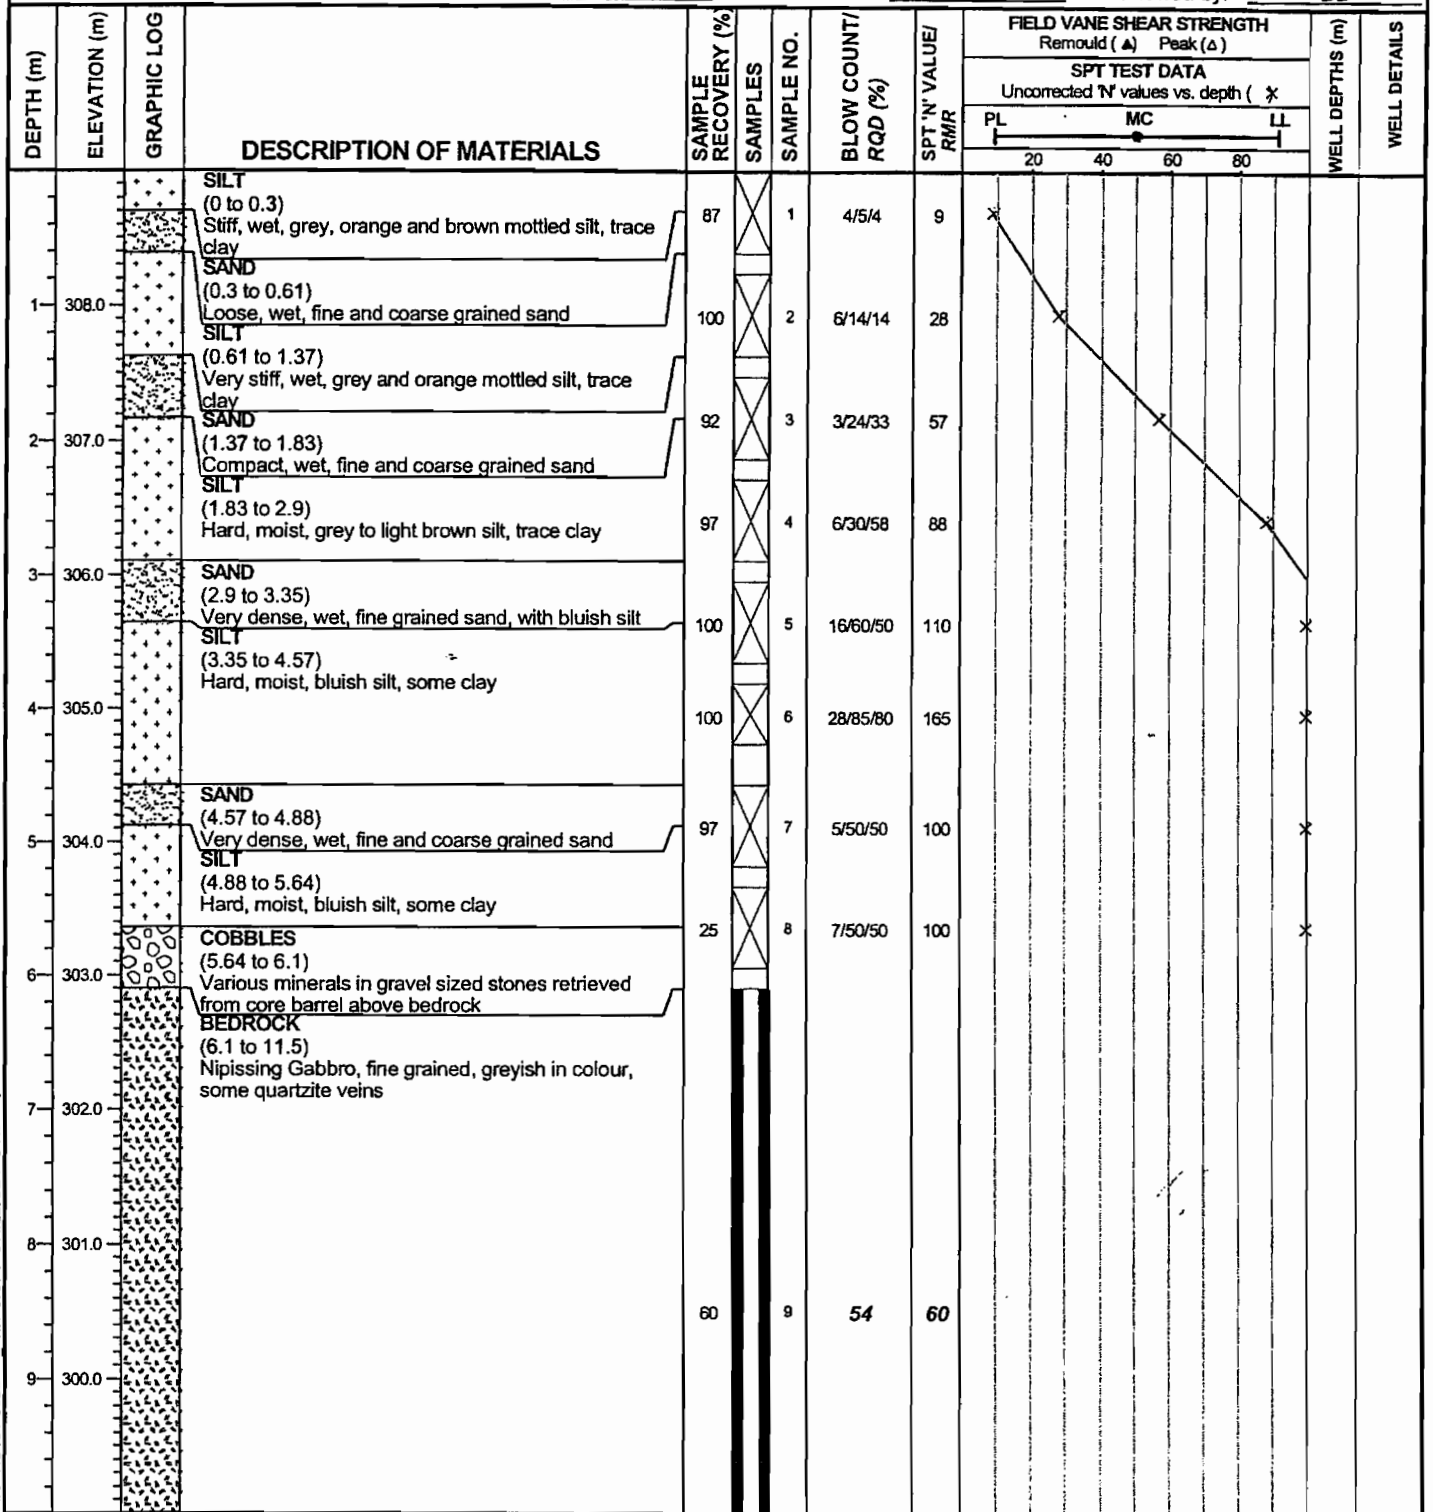 DEPTH (m)
ELEVATION (m)
GRAPHIC LOG
DESCRIPTION OF MATERIALS
SAMPLE
RECOVERY (%)
SAMPLES
SAMPLE NO.
BLOW COUNT/
RQD (%)
SPT 'N' VALUE/
RMR
FIELD VANE SHEAR STRENGTH
Remould (▲) Peak (△)
SPT TEST DATA
Uncorrected 'N' values vs. depth ( ×
PL MC LL
20 40 60 80
WELL DEPTHS (m)
WELL DETAILS
SILT
(0 to 0.3)
Stiff, wet, grey, orange and brown mottled silt, trace
clay
87 1 4/5/4 9
SAND
(0.3 to 0.61)
Loose, wet, fine and coarse grained sand
1 308.0
100 2 6/14/14 28
SILT
(0.61 to 1.37)
Very stiff, wet, grey and orange mottled silt, trace
clay
SAND
92 3 3/24/33 57
(1.37 to 1.83)
2 307.0
Compact, wet, fine and coarse grained sand
SILT
(1.83 to 2.9)
Hard, moist, grey to light brown silt, trace clay
97 4 6/30/58 88
3 306.0
SAND
(2.9 to 3.35)
Very dense, wet, fine grained sand, with bluish silt
100 5 16/60/50 110
SILT
(3.35 to 4.57)
Hard, moist, bluish silt, some clay
4 305.0
100 6 28/85/80 165
SAND
(4.57 to 4.88)
Very dense, wet, fine and coarse grained sand
97 7 5/50/50 100
5 304.0
SILT
(4.88 to 5.64)
Hard, moist, bluish silt, some clay
25 8 7/50/50 100
COBBLES
(5.64 to 6.1)
6 303.0
Various minerals in gravel sized stones retrieved
from core barrel above bedrock
BEDROCK
(6.1 to 11.5)
Nipissing Gabbro, fine grained, greyish in colour,
some quartzite veins
7 302.0
8 301.0
60 9 54 60
9 300.0